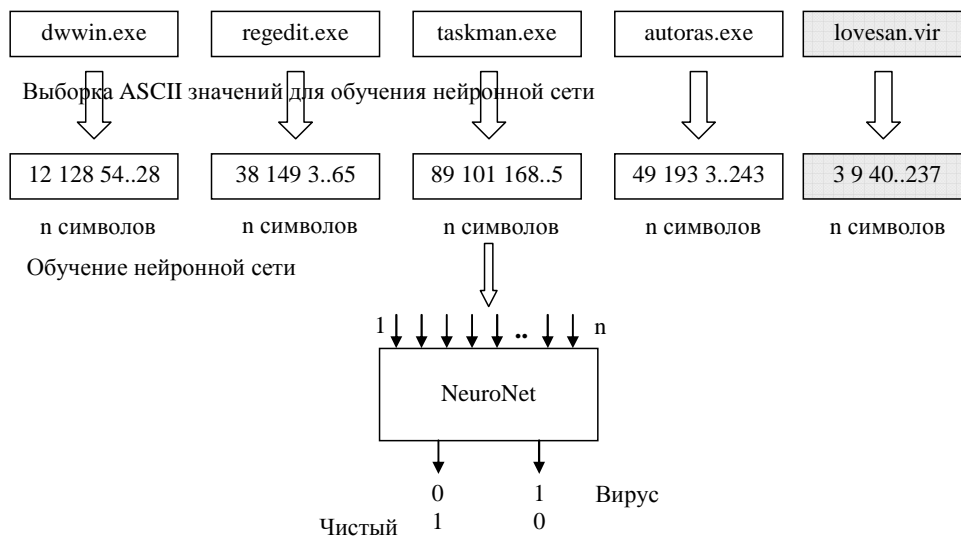 dwwin.exe regedit.exe taskman.exe autoras.exe lovesan.vir
Выборка ASCII значений для обучения нейронной сети
12 128 54..28 38 149 3..65 89 101 168..5 49 193 3..243 3 9 40..237
n символов n символов n символов n символов n символов
Обучение нейронной сети
1 .. n
NeuroNet
0 1 Вирус
Чистый 1 0